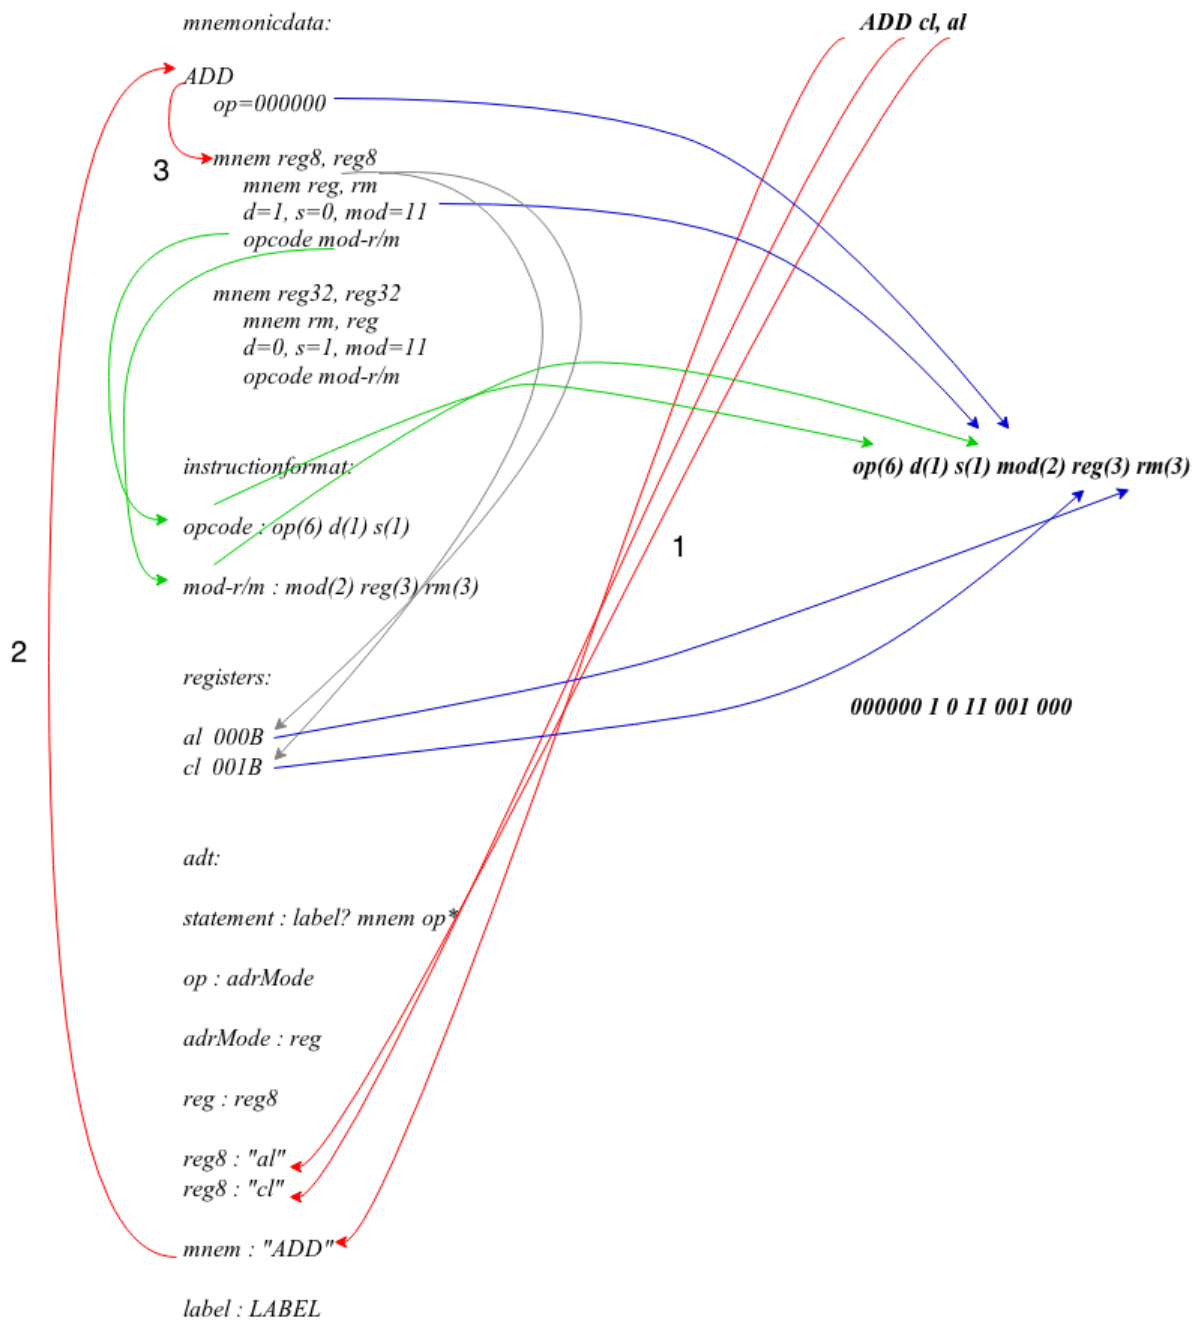 mnemonicdata:
ADD cl, al
ADD
op=000000
3
mnem reg8, reg8
mnem reg, rm
d=1, s=0, mod=11
opcode mod-r/m
mnem reg32, reg32
mnem rm, reg
d=0, s=1, mod=11
opcode mod-r/m
instructionformat:
op(6) d(1) s(1) mod(2) reg(3) rm(3)
opcode : op(6) d(1) s(1)
1
mod-r/m : mod(2) reg(3) rm(3)
2
registers:
000000 1 0 11 001 000
al 000B
cl 001B
adt:
statement : label? mnem op*
op : adrMode
adrMode : reg
reg : reg8
reg8 : "al"
reg8 : "cl"
mnem : "ADD"
label : LABEL